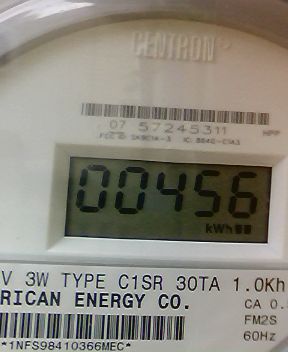 CENTRON
07 57245311 HPP
00456
kWh
V 3W TYPE C1SR 30TA 1.0Kh
RICAN ENERGY CO. CA 0.
FM2S
60Hz
*1NFS98410366MEC*